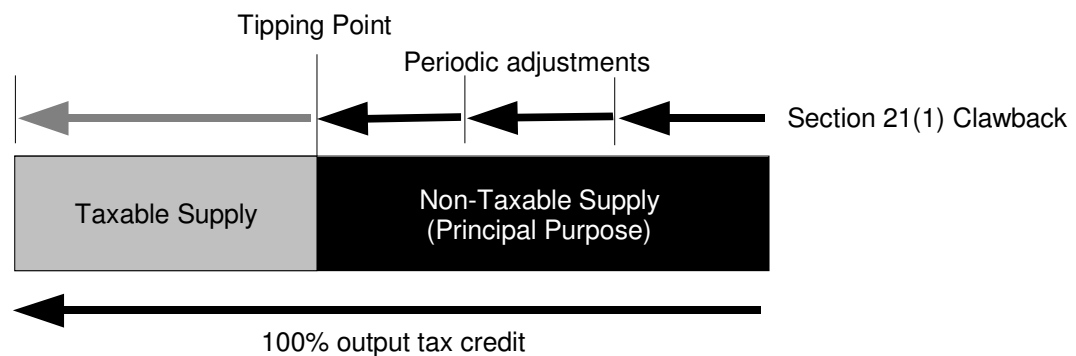 Tipping Point
Periodic adjustments
Section 21(1) Clawback
Taxable Supply
Non-Taxable Supply
(Principal Purpose)
100% output tax credit